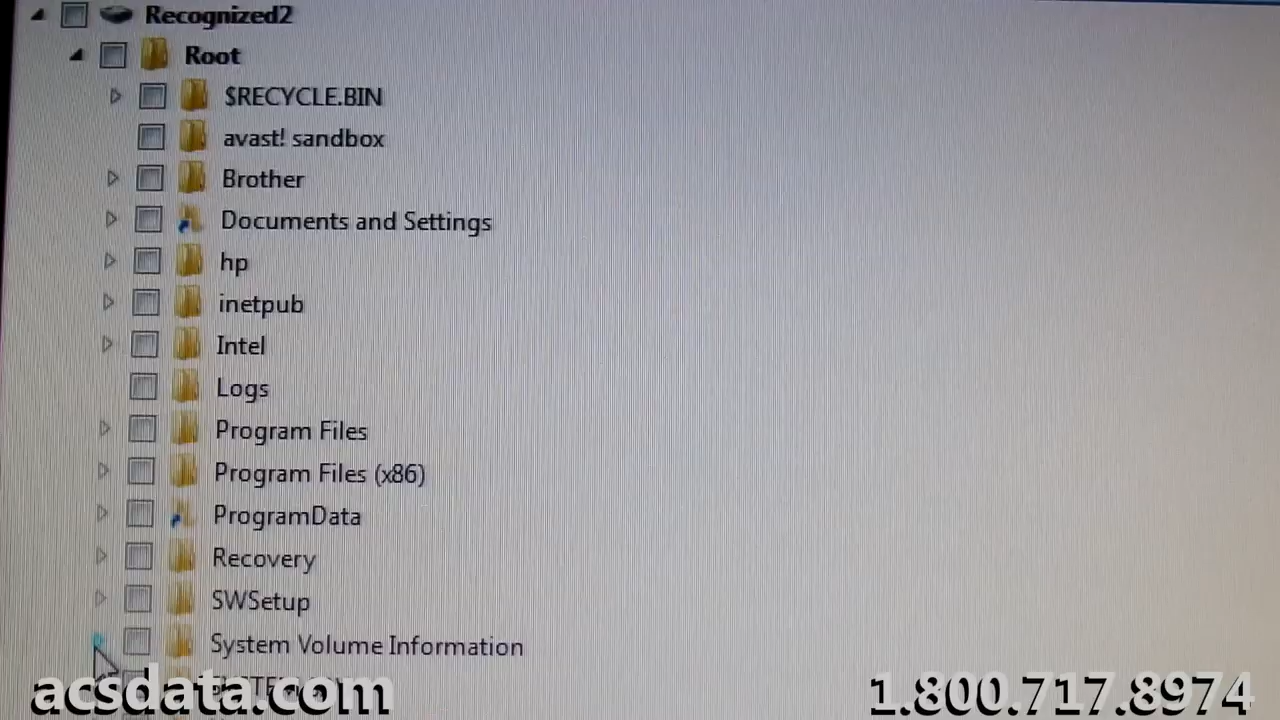 Recognized2
Root
$RECYCLE.BIN
avast! sandbox
Brother
Documents and Settings
hp
inetpub
Intel
Logs
Program Files
Program Files (x86)
ProgramData
Recovery
SWSetup
System Volume Information
acsdata.com
1.800.717.8974